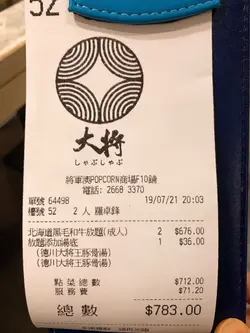 52
大将
しゃぶしゃぶ
將軍澳POPCORN商場F10鋪
電話: 2668 3370
單號 64498 19/07/21 20:03
檯號 52 2 人 羅卓鋒
北海道黑毛和牛放題(成人) 2 $676.00
放題添加湯底 1 $36.00
(德川大將王豚骨湯)
(德川大將王豚骨湯)
點菜總數 $712.00
服務費 $71.20
總數 $783.00